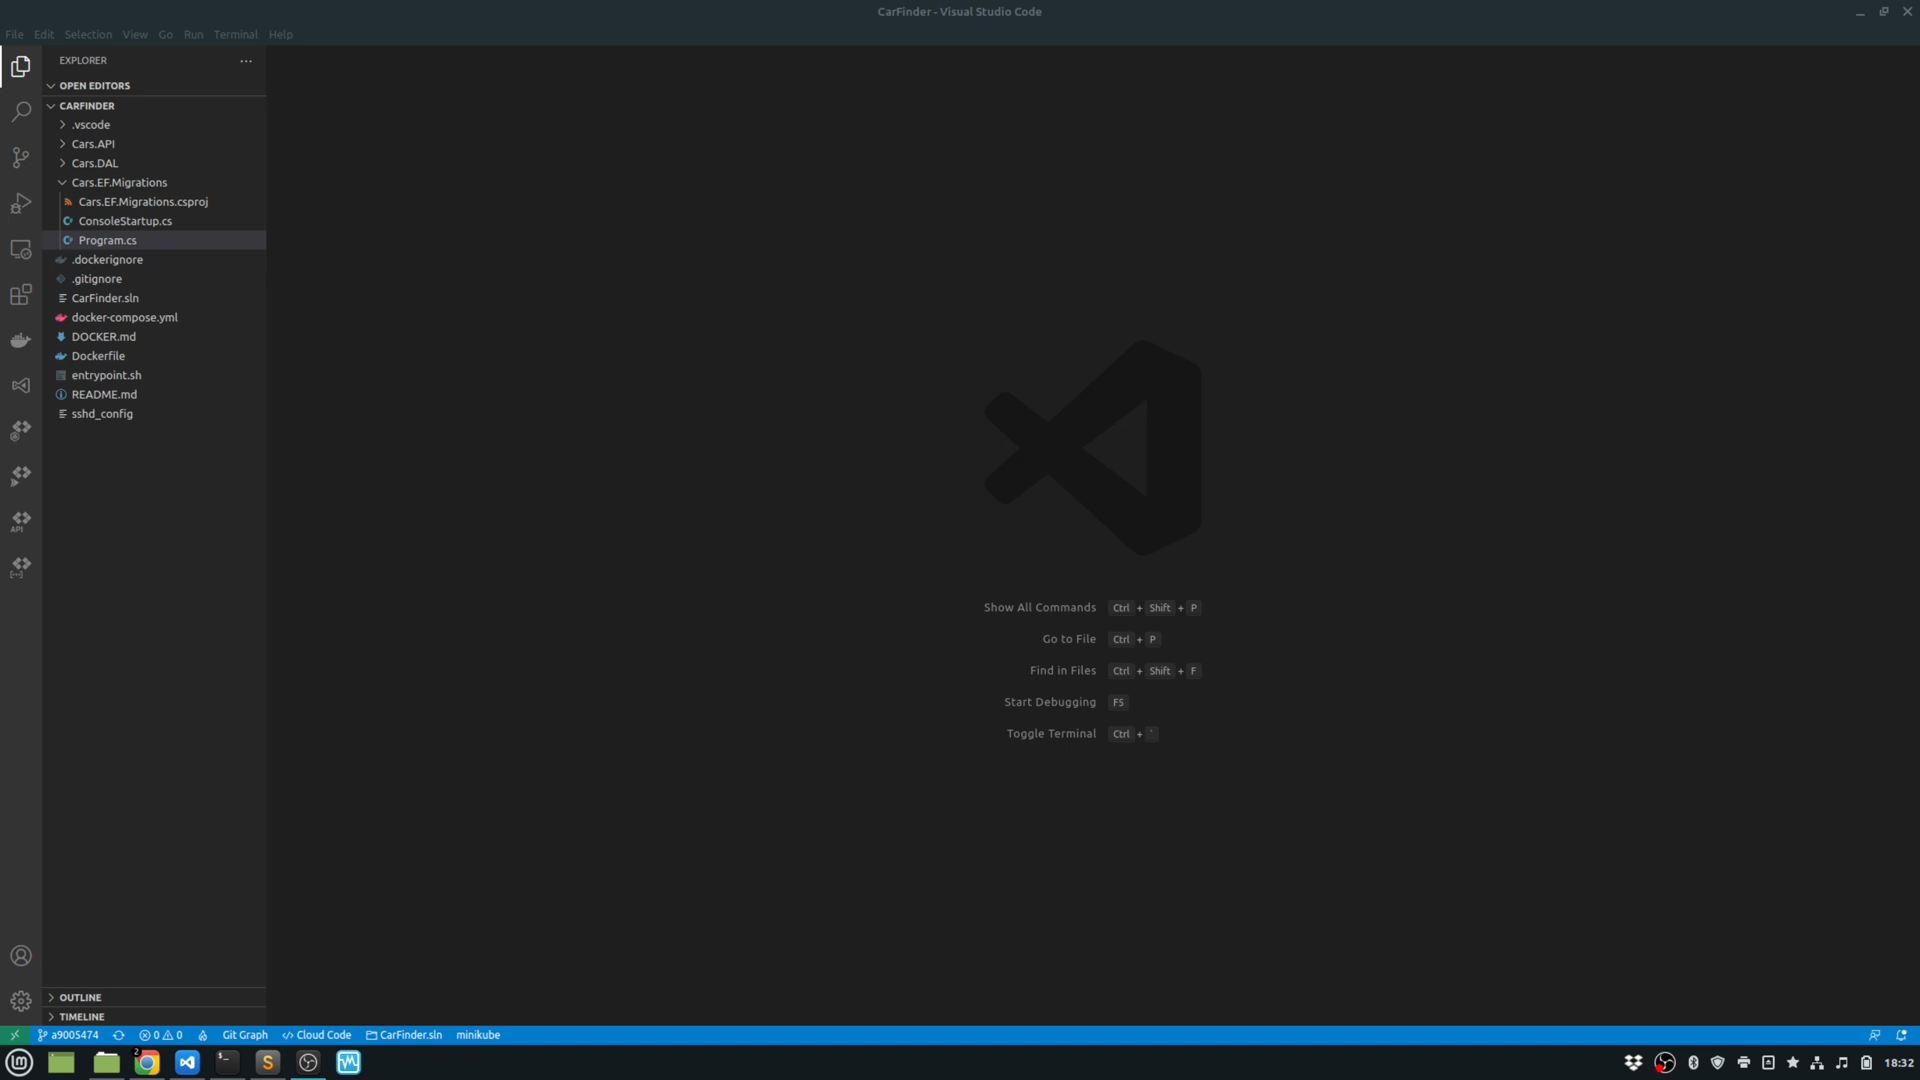 CarFinder - Visual Studio Code
File Edit Selection View Go Run Terminal Help
EXPLORER
OPEN EDITORS
CARFINDER
.vscode
Cars.API
Cars.DAL
Cars.EF.Migrations
Cars.EF.Migrations.csproj
ConsoleStartup.cs
Program.cs
.dockerignore
.gitignore
CarFinder.sln
docker-compose.yml
DOCKER.md
Dockerfile
entrypoint.sh
README.md
sshd_config
API
Show All Commands Ctrl + Shift + P
Go to File Ctrl + P
Find in Files Ctrl + Shift + F
Start Debugging F5
Toggle Terminal Ctrl + `
OUTLINE
TIMELINE
a9005474 0 0 Git Graph Cloud Code CarFinder.sln minikube
2
S
18:32